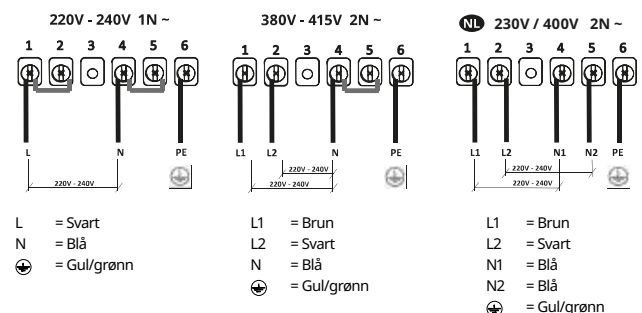 220V - 240V 1N ~
1 2 3 4 5 6
L N PE
220V - 240V
L = Svart
N = Blå
= Gul/grønn
380V - 415V 2N ~
1 2 3 4 5 6
L1 L2 N PE
220V - 240V
220V - 240V
L1 = Brun
L2 = Svart
N = Blå
= Gul/grønn
NL 230V / 400V 2N ~
1 2 3 4 5 6
L1 L2 N1 N2 PE
220V - 240V
220V - 240V
L1 = Brun
L2 = Svart
N1 = Blå
N2 = Blå
= Gul/grønn